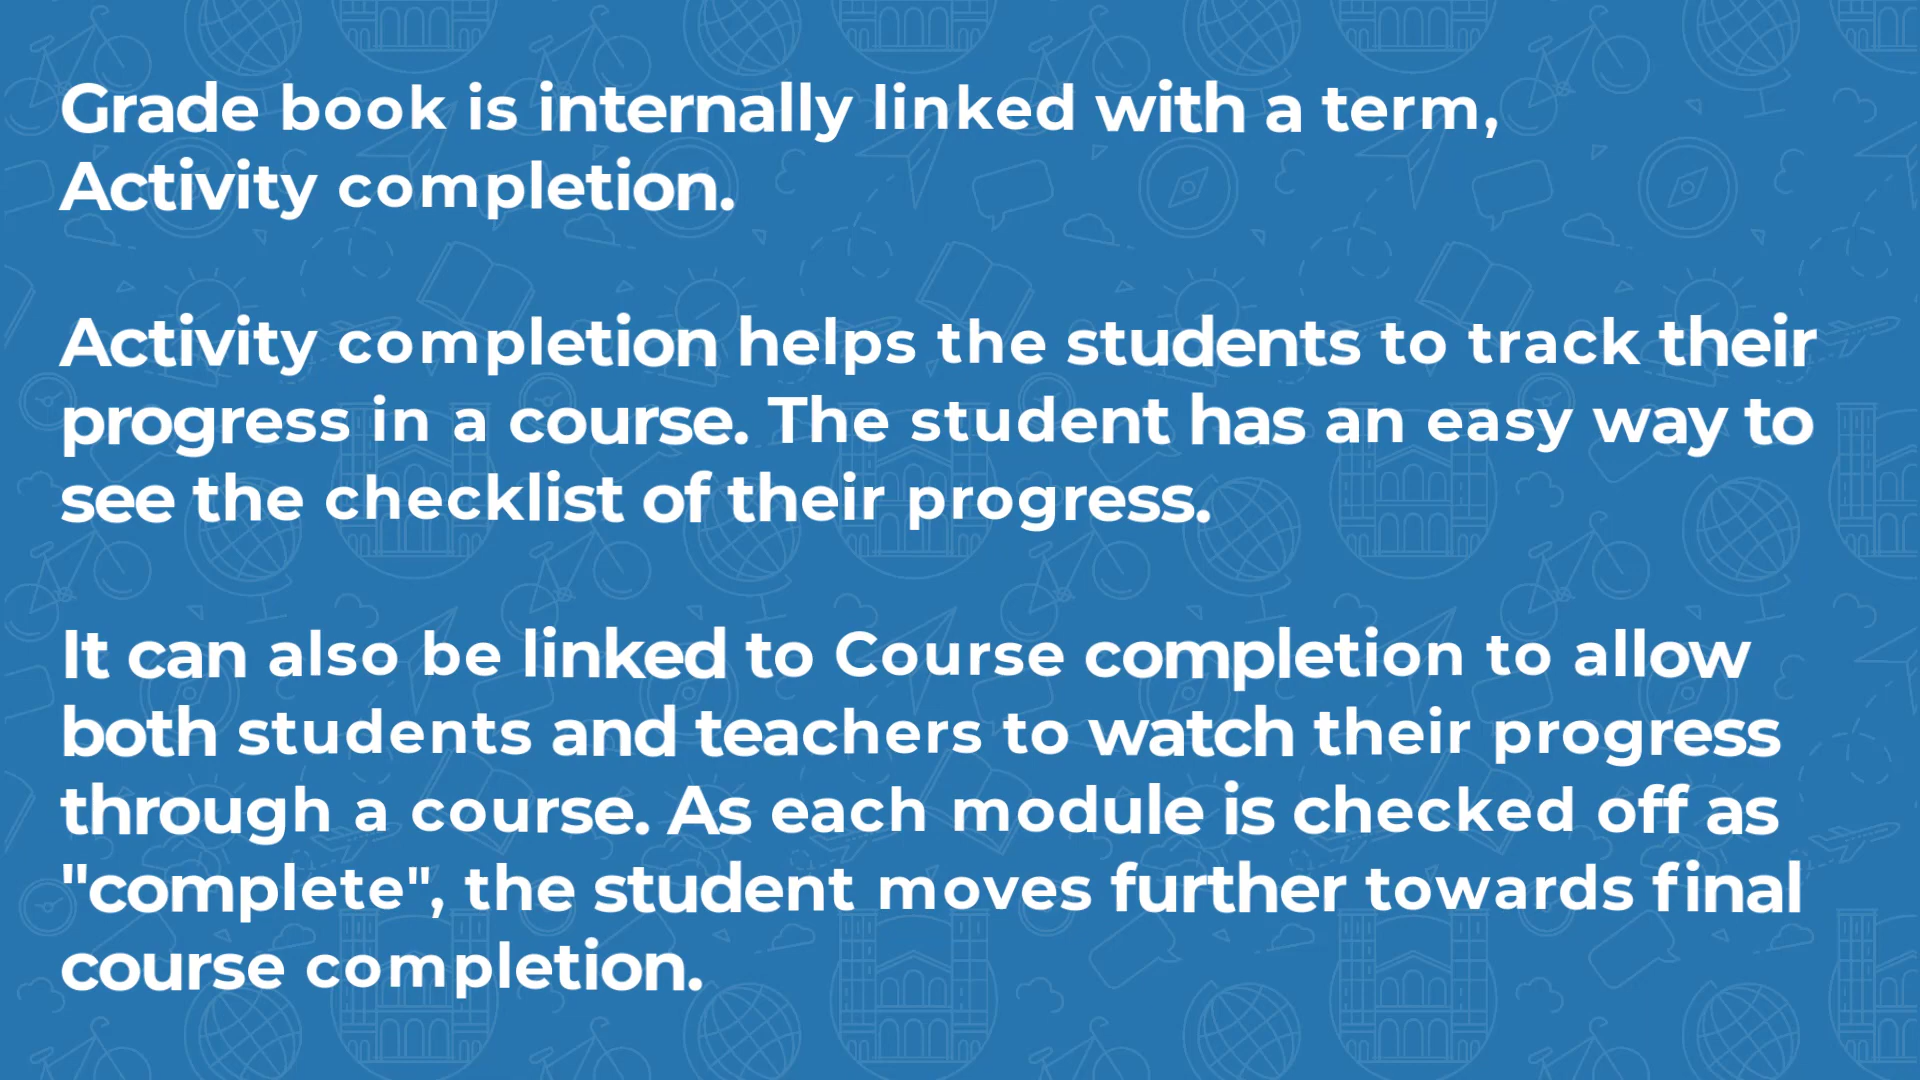 Grade book is internally linked with a term,
Activity completion.
Activity completion helps the students to track their
progress in a course. The student has an easy way to
see the checklist of their progress.
It can also be linked to Course completion to allow
both students and teachers to watch their progress
through a course. As each module is checked off as
"complete", the student moves further towards final
course completion.